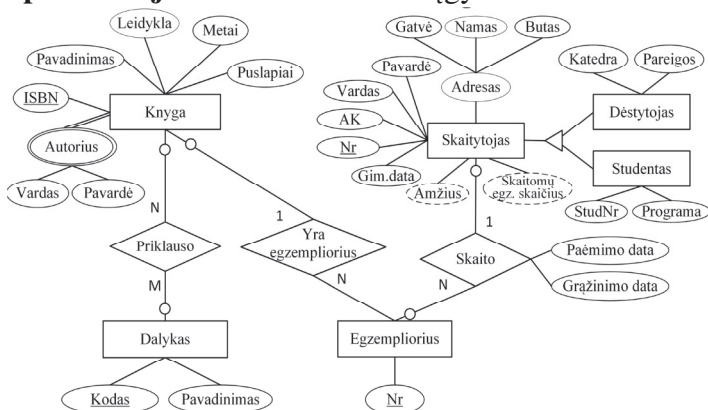 Leidykla
Metai
Pavadinimas
Puslapiai
ISBN
Knyga
Autorius
Vardas
Pavardė
N
Priklauso
M
Dalykas
Kodas
Pavadinimas
1
Yra
egzempliorius
N
Gatvė
Namas
Butas
Adresas
Pavardė
Vardas
AK
Nr
Gim.data
Skaitytojas
Amžius
Skaitomų
egz. skaičius
Katedra
Pareigos
Dėstytojas
Studentas
StudNr
Programa
1
Skaito
N
Paėmimo data
Grąžinimo data
Egzempliorius
Nr